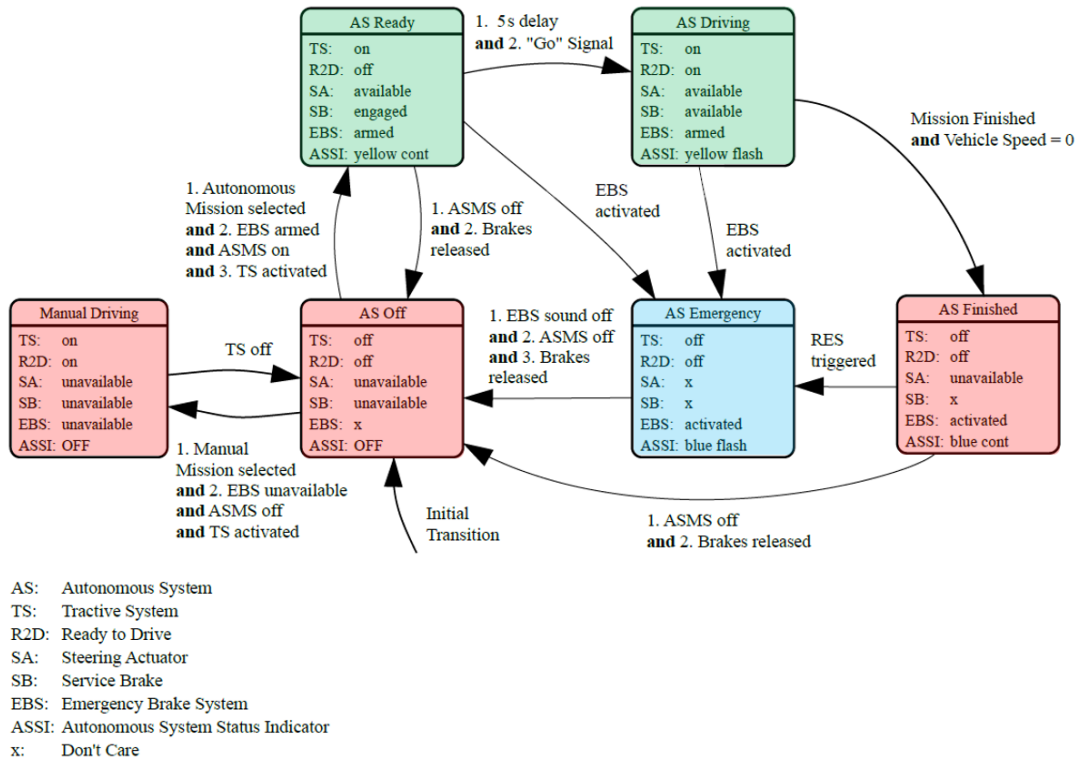 AS Ready
TS: on
R2D: off
SA: available
SB: engaged
EBS: armed
ASSI: yellow cont
1. 5s delay
and 2. "Go" Signal
AS Driving
TS: on
R2D: on
SA: available
SB: available
EBS: armed
ASSI: yellow flash
Mission Finished
and Vehicle Speed = 0
1. Autonomous
Mission selected
and 2. EBS armed
and ASMS on
and 3. TS activated
1. ASMS off
and 2. Brakes
released
EBS
activated
EBS
activated
Manual Driving
TS: on
R2D: on
SA: unavailable
SB: unavailable
EBS: unavailable
ASSI: OFF
TS off
AS Off
TS: off
R2D: off
SA: unavailable
SB: unavailable
EBS: x
ASSI: OFF
1. EBS sound off
and 2. ASMS off
and 3. Brakes
released
AS Emergency
TS: off
R2D: off
SA: x
SB: x
EBS: activated
ASSI: blue flash
RES
triggered
AS Finished
TS: off
R2D: off
SA: unavailable
SB: x
EBS: activated
ASSI: blue cont
1. Manual
Mission selected
and 2. EBS unavailable
and ASMS off
and TS activated
Initial
Transition
1. ASMS off
and 2. Brakes released
AS: Autonomous System
TS: Tractive System
R2D: Ready to Drive
SA: Steering Actuator
SB: Service Brake
EBS: Emergency Brake System
ASSI: Autonomous System Status Indicator
x: Don't Care